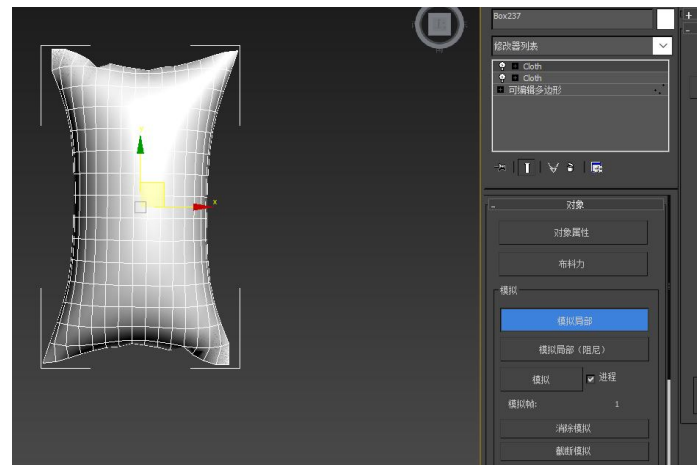 Box237
修改器列表
Cloth
Cloth
可编辑多边形
对象
对象属性
布料力
模拟
模拟局部
模拟局部（阻尼）
模拟 进程
模拟帧: 1
消除模拟
截断模拟
y
x